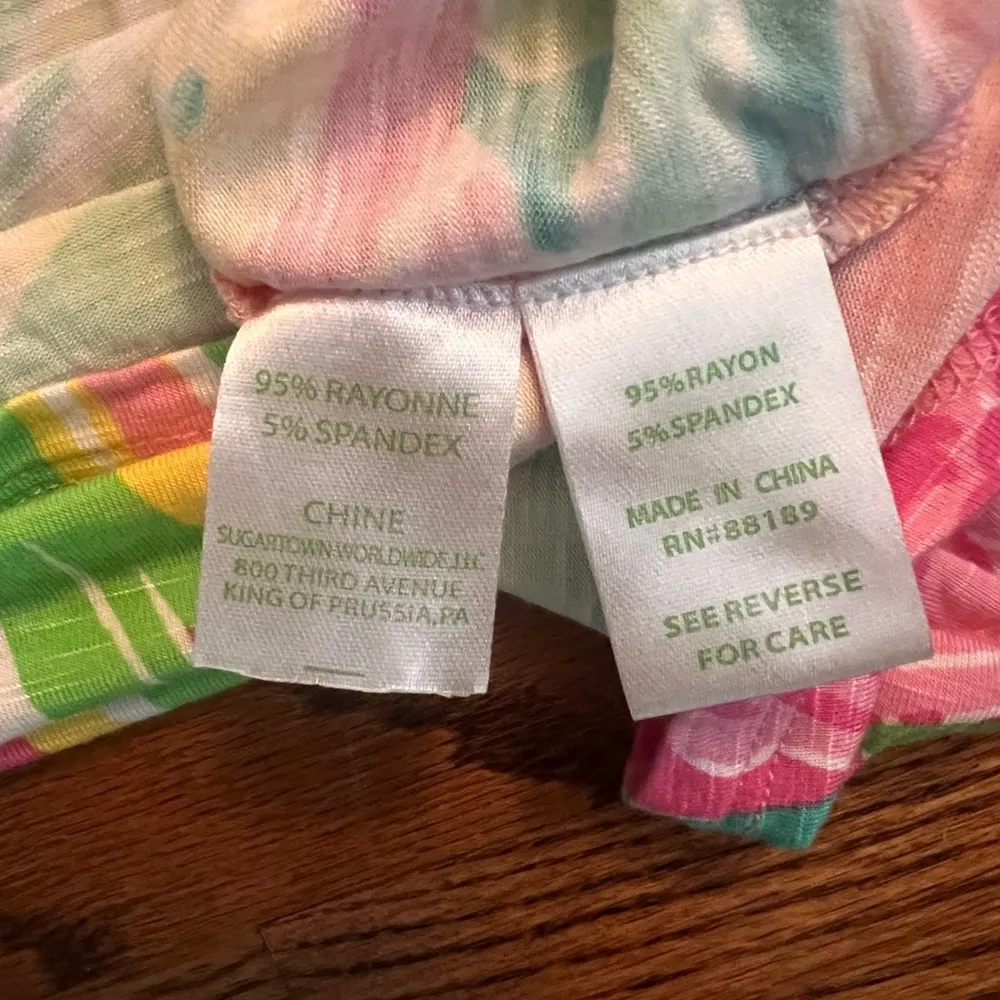 95% RAYONNE
5% SPANDEX
CHINE
SUGARTOWN WORLDWIDE, LLC
800 THIRD AVENUE
KING OF PRUSSIA, PA
95% RAYON
5% SPANDEX
MADE IN CHINA
RN#88189
SEE REVERSE
FOR CARE